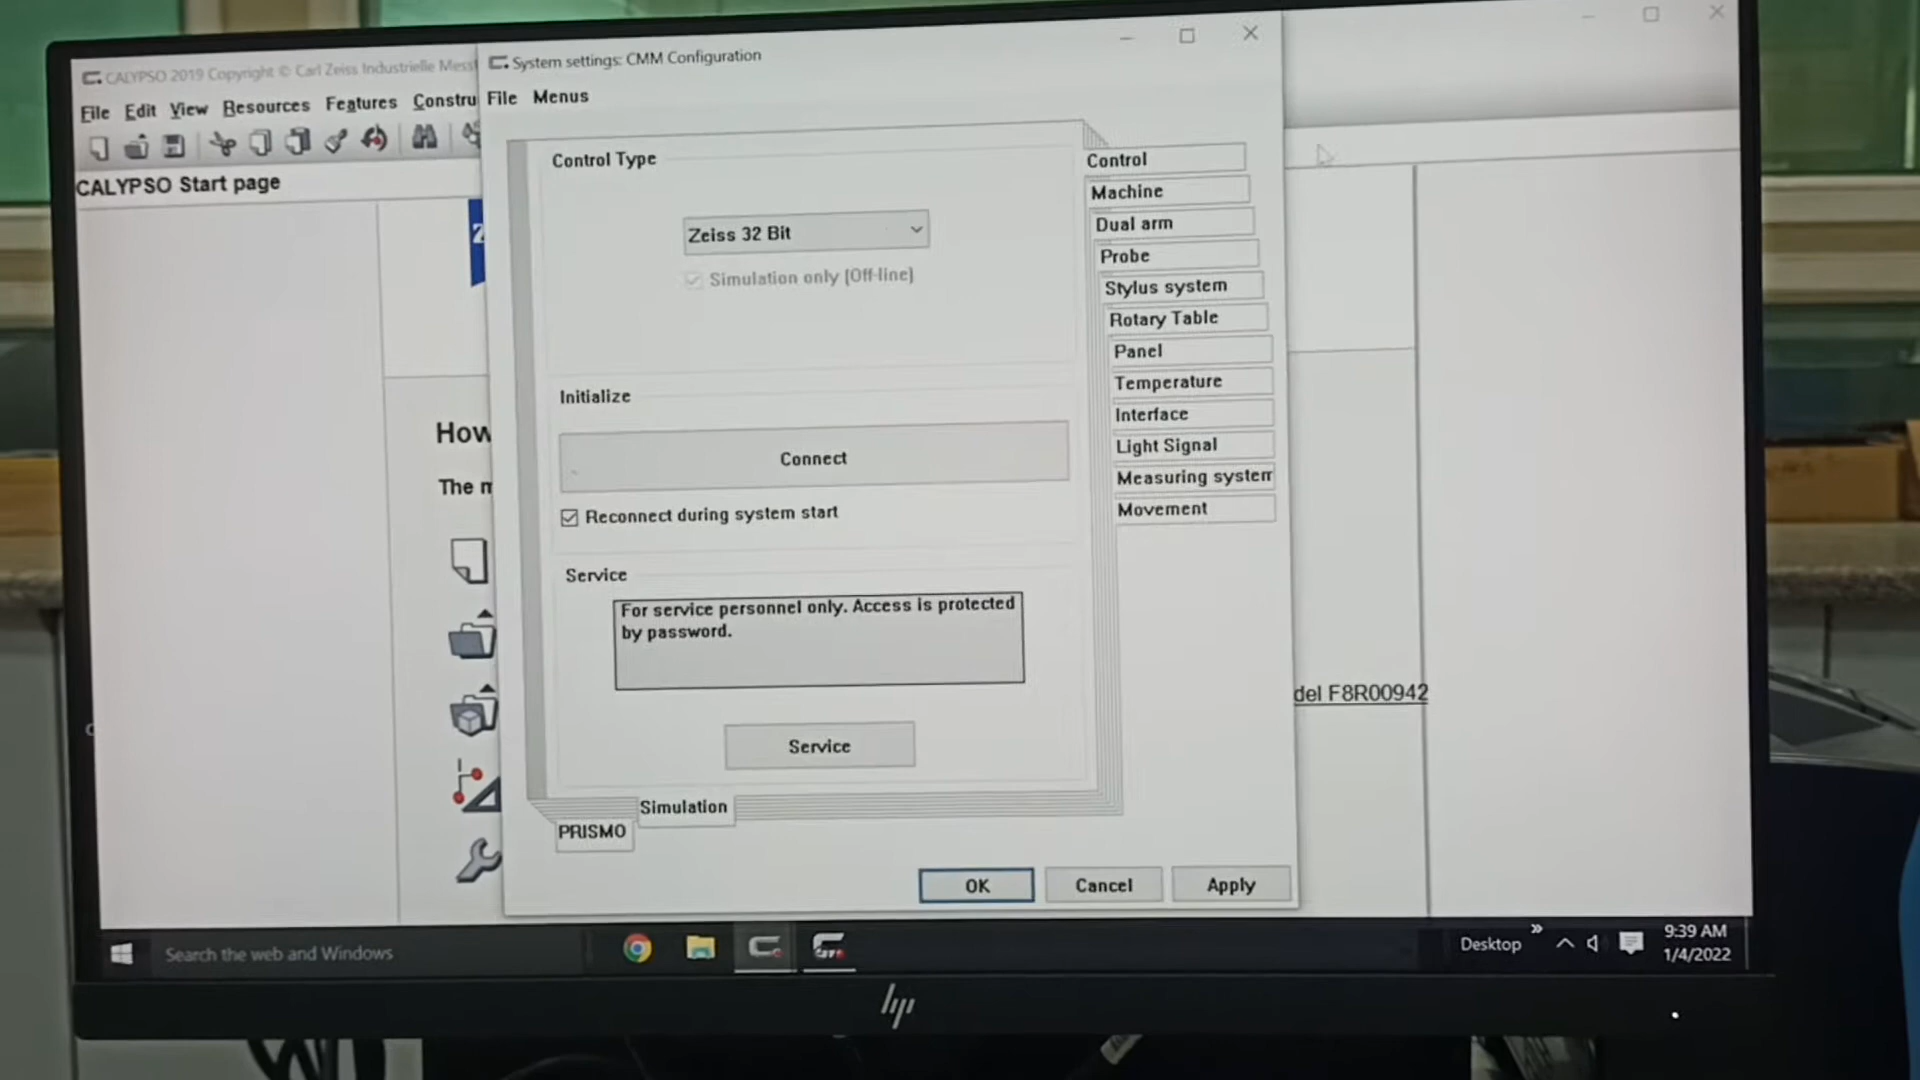 CALYPSO 2019 Copyright © Carl Zeiss Industrielle Mess
File Edit View Resources Features Constru
CALYPSO Start page
Z
How
The m
del F8R00942
System settings: CMM Configuration
File Menus
Control Type
Zeiss 32 Bit
Simulation only (Off-line)
Initialize
Connect
Reconnect during system start
Service
For service personnel only. Access is protected
by password.
Service
Simulation
PRISMO
Control
Machine
Dual arm
Probe
Stylus system
Rotary Table
Panel
Temperature
Interface
Light Signal
Measuring system
Movement
OK Cancel Apply
Search the web and Windows
Desktop
9:39 AM
1/4/2022
hp